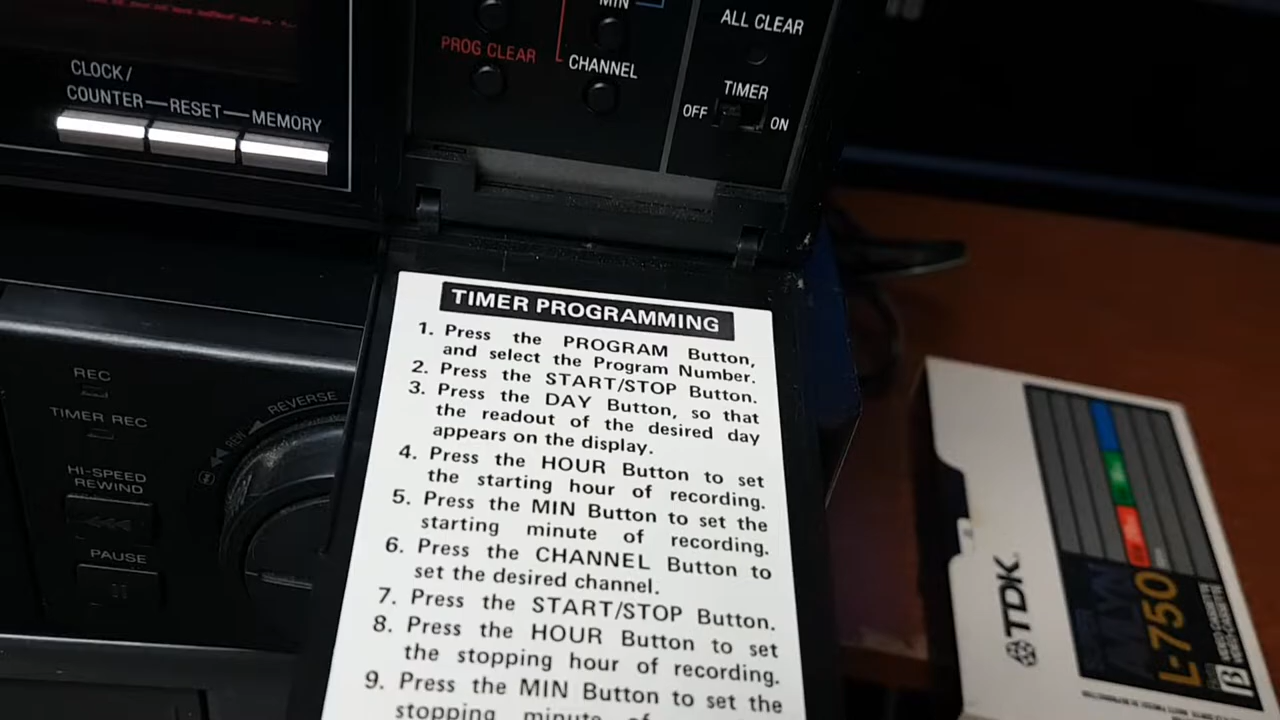 MIN
ALL CLEAR
PROG CLEAR
CHANNEL
CLOCK/
COUNTER—RESET—MEMORY
TIMER
OFF
ON
TIMER PROGRAMMING
1. Press the PROGRAM Button,
and select the Program Number.
2. Press the START/STOP Button.
3. Press the DAY Button, so that
the readout of the desired day
appears on the display.
4. Press the HOUR Button to set
the starting hour of recording.
5. Press the MIN Button to set the
starting minute of recording.
6. Press the CHANNEL Button to
set the desired channel.
7. Press the START/STOP Button.
8. Press the HOUR Button to set
the stopping hour of recording.
9. Press the MIN Button to set the
stopping minute of
REC
TIMER REC
HI-SPEED
REWIND
PAUSE
REVERSE
REW
TDK
L-750